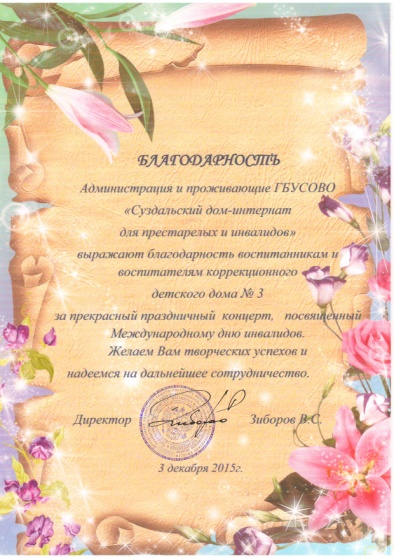 БЛАГОДАРНОСТЬ
Администрация и проживающие ГБУСОВО
«Суздальский дом-интернат
для престарелых и инвалидов»
выражают благодарность воспитанникам и
воспитателям коррекционного
детского дома № 3
за прекрасный праздничный концерт, посвященный
Международному дню инвалидов.
Желаем Вам творческих успехов и
надеемся на дальнейшее сотрудничество.
Директор Зиборов В.С.
3 декабря 2015г.